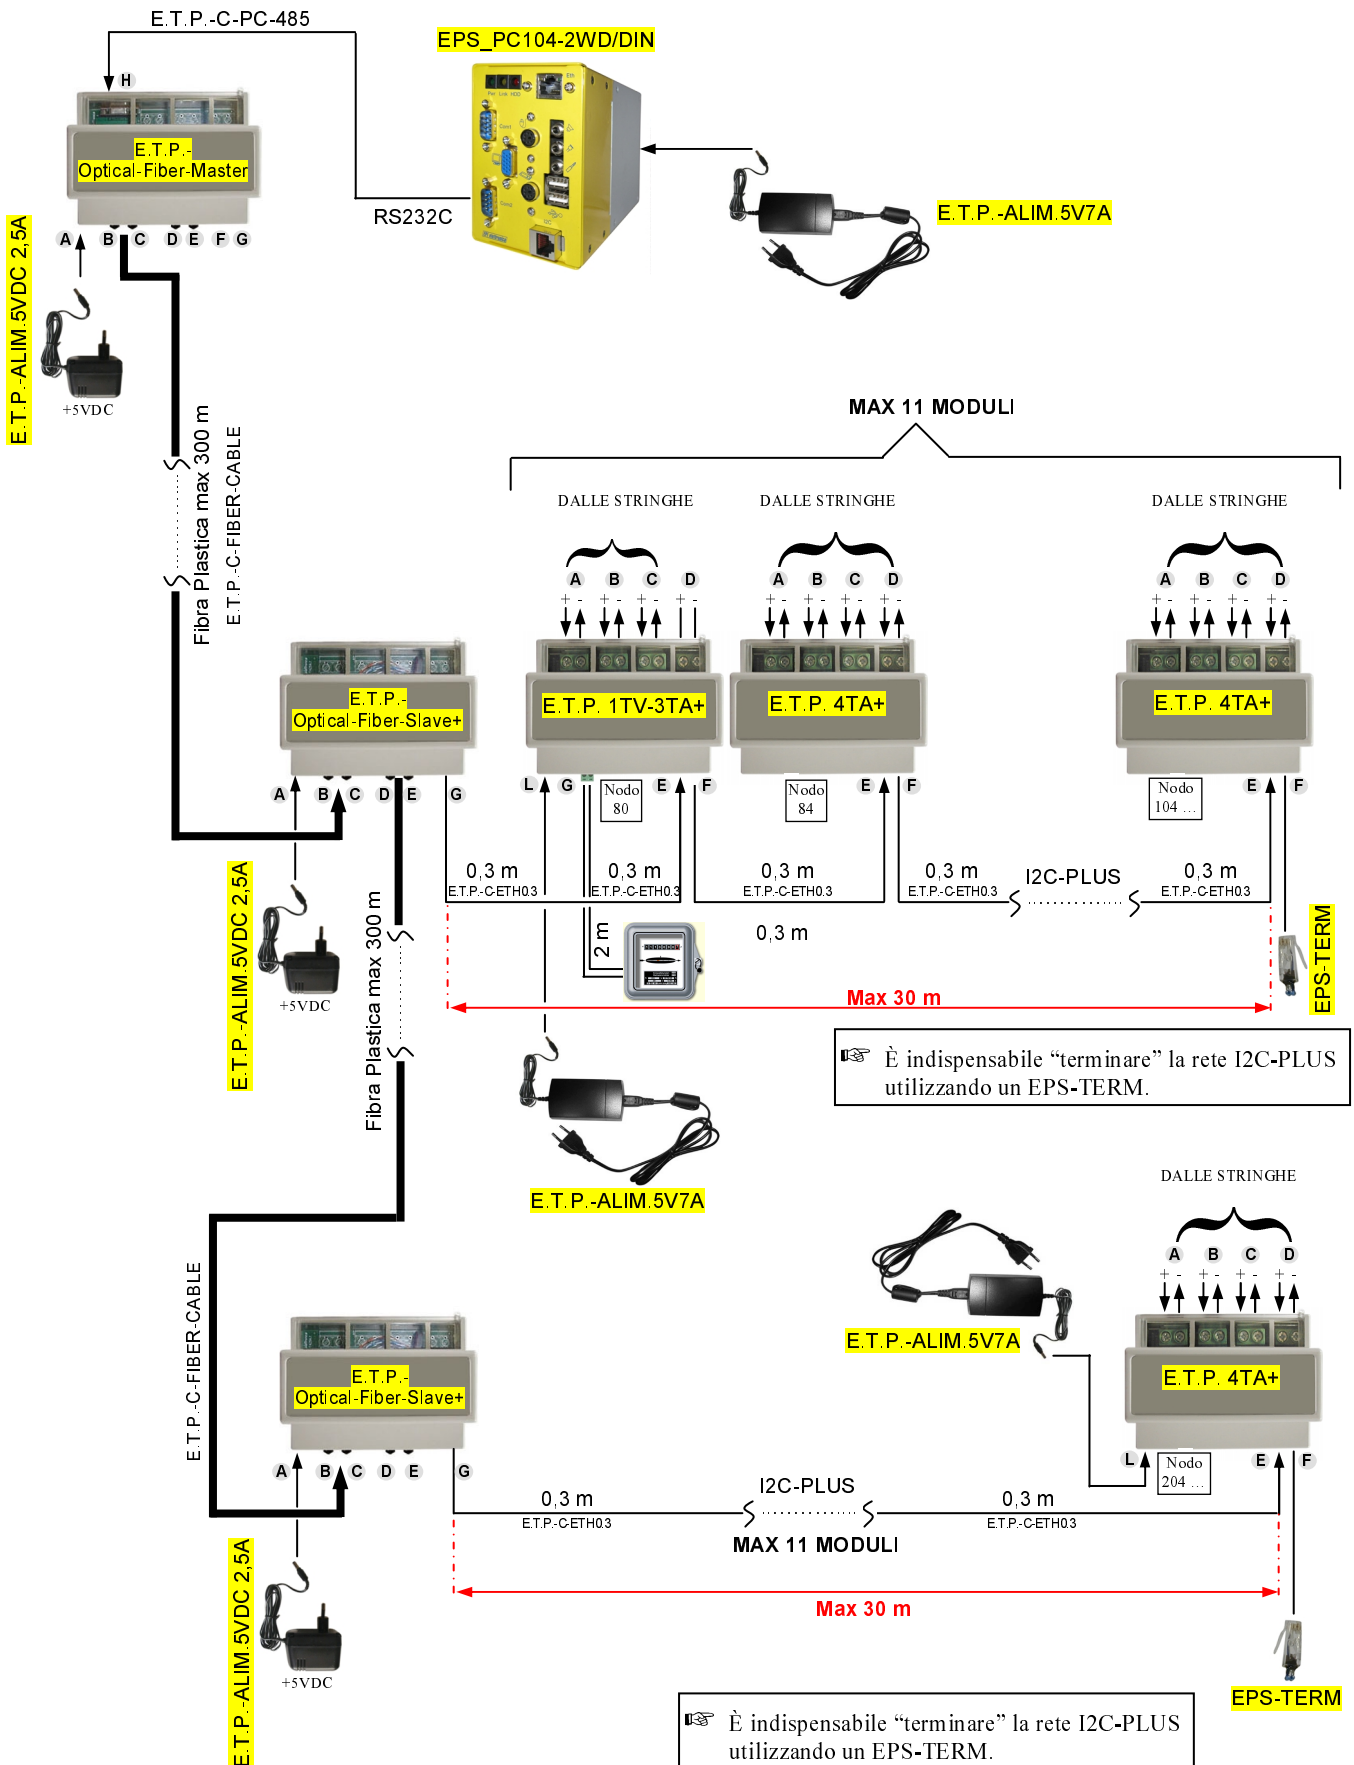 E.T.P.-C-PC-485
EPS_PC104-2WD/DIN
H
E.T.P.-
Optical-Fiber-Master
RS232C
E.T.P.-ALIM.5V7A
A B C D E F G
E.T.P.-ALIM.5VDC 2,5A
+5VDC
Fibra Plastica max 300 m
E.T.P.-C-FIBER-CABLE
MAX 11 MODULI
DALLE STRINGHE
DALLE STRINGHE
DALLE STRINGHE
A B C D
+ - + - + - + -
A B C D
+ - + - + - + -
A B C D
+ - + - + - + -
E.T.P.-
Optical-Fiber-Slave+
E.T.P. 1TV-3TA+
E.T.P. 4TA+
E.T.P. 4TA+
A B C D E G
L G E F
Nodo
80
E F
Nodo
84
E F
Nodo
104 ...
0,3 m
E.T.P.-C-ETH0.3
0,3 m
E.T.P.-C-ETH0.3
0,3 m
E.T.P.-C-ETH0.3
0,3 m
E.T.P.-C-ETH0.3
I2C-PLUS
0,3 m
E.T.P.-C-ETH0.3
0,3 m
2 m
E.T.P.-ALIM.5VDC 2,5A
+5VDC
Fibra Plastica max 300 m
Max 30 m
EPS-TERM
☞ È indispensabile “terminare” la rete I2C-PLUS
utilizzando un EPS-TERM.
E.T.P.-ALIM.5V7A
DALLE STRINGHE
A B C D
+ - + - + - + -
E.T.P.-ALIM.5V7A
E.T.P. 4TA+
E.T.P.-C-FIBER-CABLE
E.T.P.-
Optical-Fiber-Slave+
A B C D E G
L E F
Nodo
204 ...
0,3 m
E.T.P.-C-ETH0.3
I2C-PLUS
0,3 m
E.T.P.-C-ETH0.3
MAX 11 MODULI
Max 30 m
E.T.P.-ALIM.5VDC 2,5A
+5VDC
EPS-TERM
☞ È indispensabile “terminare” la rete I2C-PLUS
utilizzando un EPS-TERM.